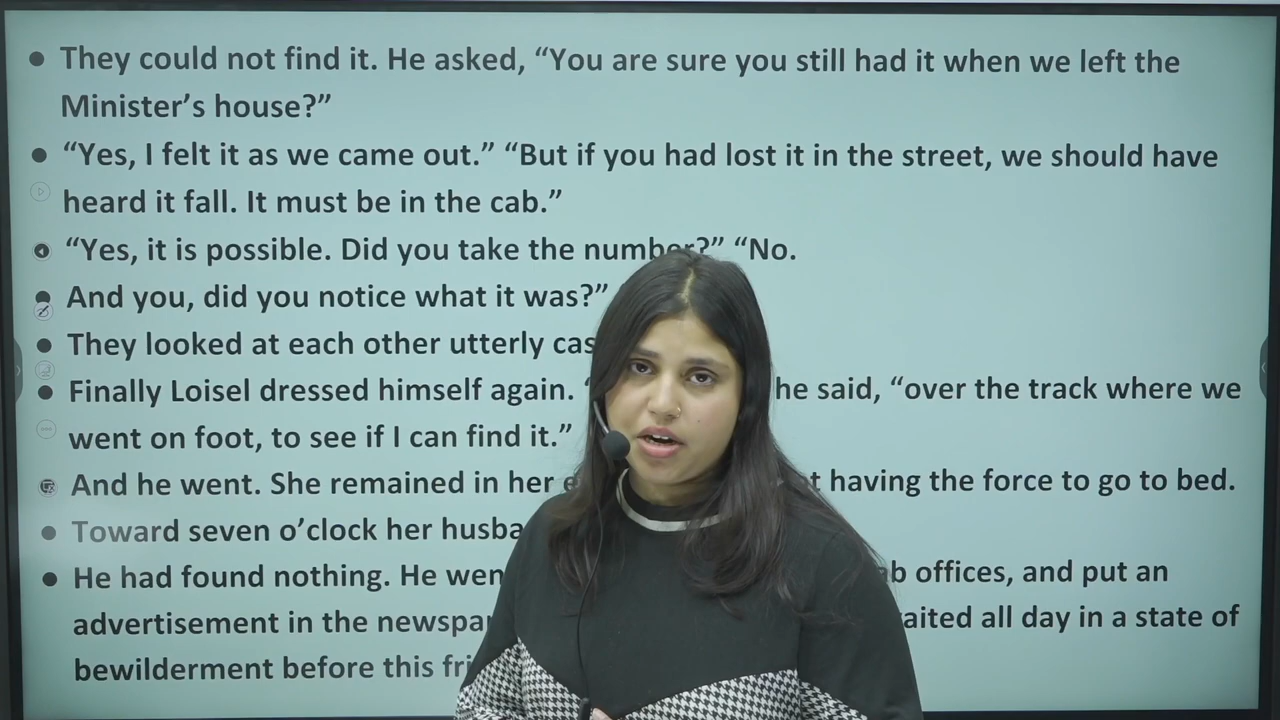 They could not find it. He asked, “You are sure you still had it when we left the
Minister’s house?”
“Yes, I felt it as we came out.” “But if you had lost it in the street, we should have
heard it fall. It must be in the cab.”
“Yes, it is possible. Did you take the number?” “No.
And you, did you notice what it was?”
They looked at each other utterly cas
Finally Loisel dressed himself again. he said, “over the track where we
went on foot, to see if I can find it.”
And he went. She remained in her having the force to go to bed.
Toward seven o’clock her husba
He had found nothing. He wen offices, and put an
advertisement in the newspa all day in a state of
bewilderment before this fri